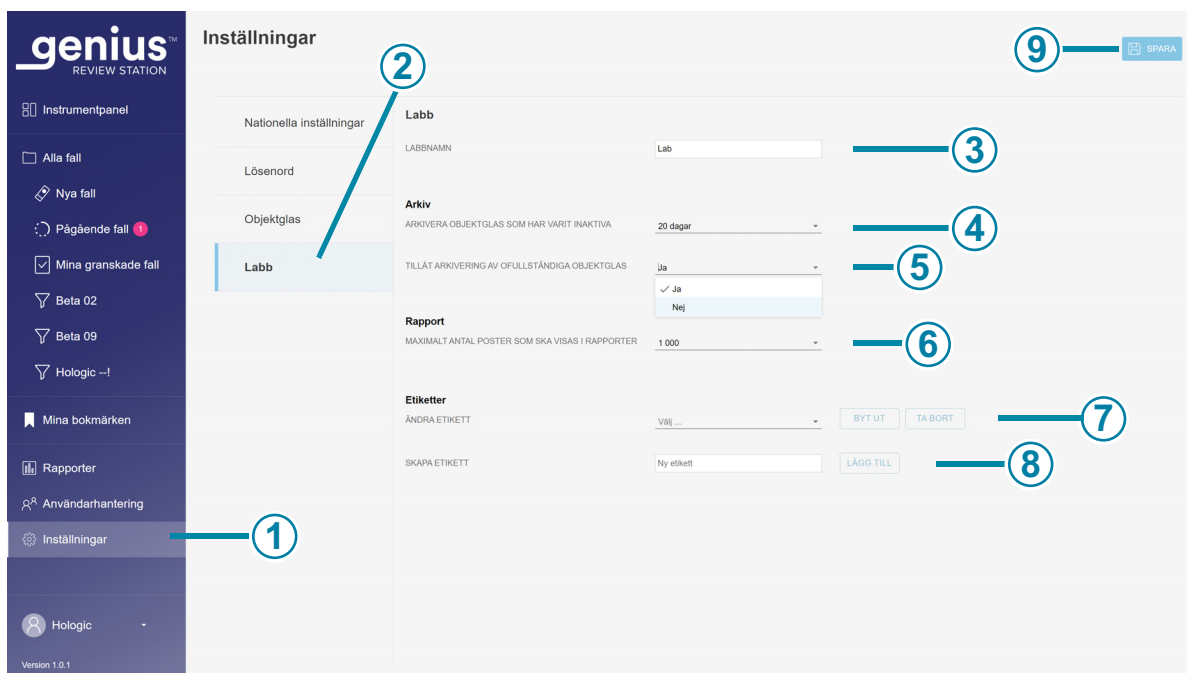 genius™
REVIEW STATION
Instrumentpanel
Alla fall
Nya fall
Pågående fall 1
Mina granskade fall
Beta 02
Beta 09
Hologic --!
Mina bokmärken
Rapporter
Användarhantering
Inställningar
1
Hologic
Version 1.0.1
Inställningar
2
9
SPARA
Nationella inställningar
Lösenord
Objektglas
Labb
Labb
LABBNAMN Lab 3
Arkiv
ARKIVERA OBJEKTGLAS SOM HAR VARIT INAKTIVA 20 dagar 4
TILLÅT ARKIVERING AV OFULLSTÄNDIGA OBJEKTGLAS Ja 5
Ja
Nej
Rapport
MAXIMALT ANTAL POSTER SOM SKA VISAS I RAPPORTER 1 000 6
Etiketter
ÄNDRA ETIKETT Välj ... BYT UT TA BORT 7
SKAPA ETIKETT Ny etikett LÄGG TILL 8